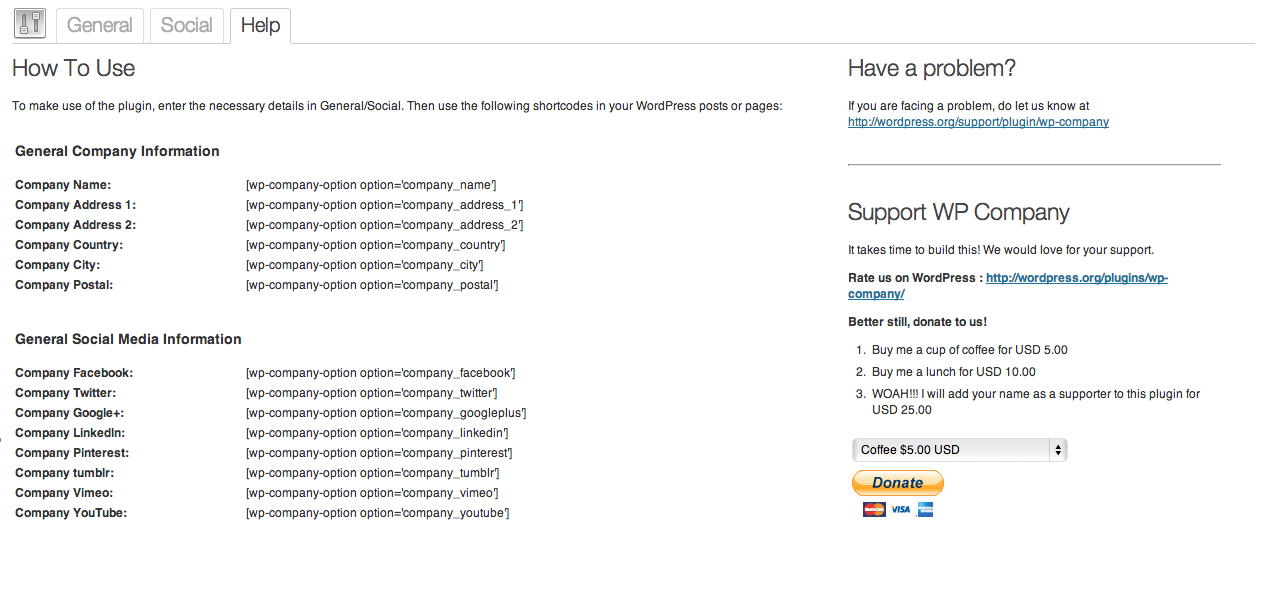 General Social Help
How To Use
To make use of the plugin, enter the necessary details in General/Social. Then use the following shortcodes in your WordPress posts or pages:
General Company Information
Company Name: [wp-company-option option='company_name']
Company Address 1: [wp-company-option option='company_address_1']
Company Address 2: [wp-company-option option='company_address_2']
Company Country: [wp-company-option option='company_country']
Company City: [wp-company-option option='company_city']
Company Postal: [wp-company-option option='company_postal']
General Social Media Information
Company Facebook: [wp-company-option option='company_facebook']
Company Twitter: [wp-company-option option='company_twitter']
Company Google+: [wp-company-option option='company_googleplus']
Company LinkedIn: [wp-company-option option='company_linkedin']
Company Pinterest: [wp-company-option option='company_pinterest']
Company tumblr: [wp-company-option option='company_tumblr']
Company Vimeo: [wp-company-option option='company_vimeo']
Company YouTube: [wp-company-option option='company_youtube']
Have a problem?
If you are facing a problem, do let us know at
http://wordpress.org/support/plugin/wp-company
Support WP Company
It takes time to build this! We would love for your support.
Rate us on WordPress : http://wordpress.org/plugins/wp-
company/
Better still, donate to us!
1. Buy me a cup of coffee for USD 5.00
2. Buy me a lunch for USD 10.00
3. WOAH!!! I will add your name as a supporter to this plugin for
USD 25.00
Coffee $5.00 USD
Donate
MasterCard VISA